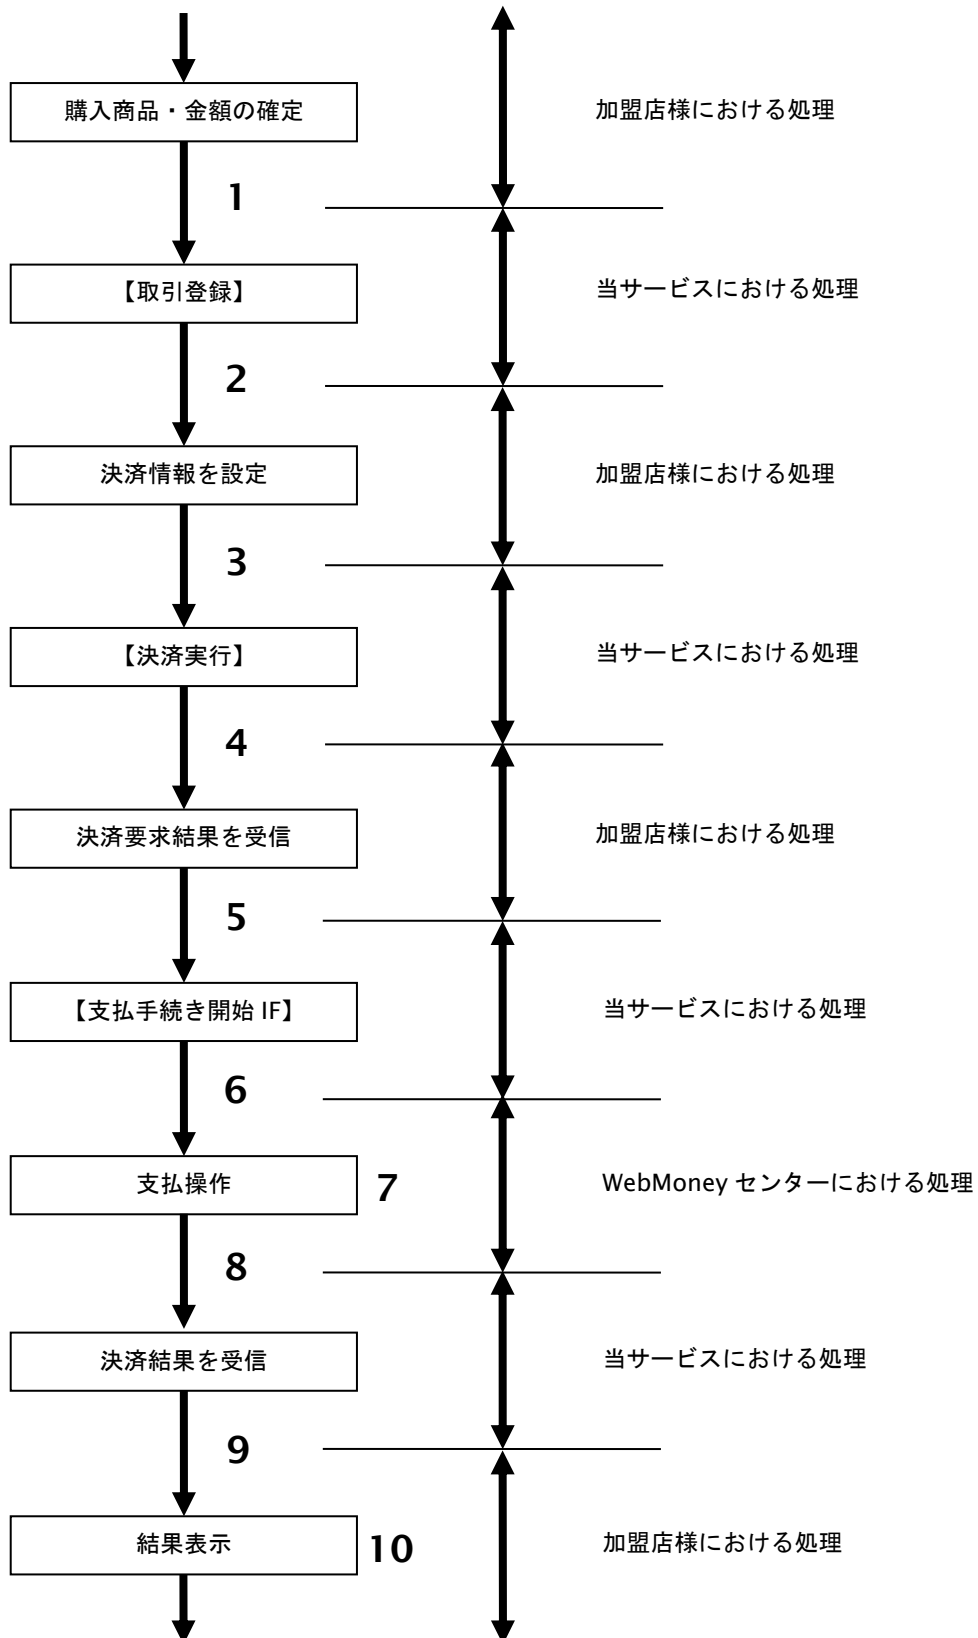 購入商品・金額の確定
加盟店様における処理
1
【取引登録】
当サービスにおける処理
2
決済情報を設定
加盟店様における処理
3
【決済実行】
当サービスにおける処理
4
決済要求結果を受信
加盟店様における処理
5
【支払手続き開始 IF】
当サービスにおける処理
6
支払操作
7
WebMoney センターにおける処理
8
決済結果を受信
当サービスにおける処理
9
結果表示
10
加盟店様における処理